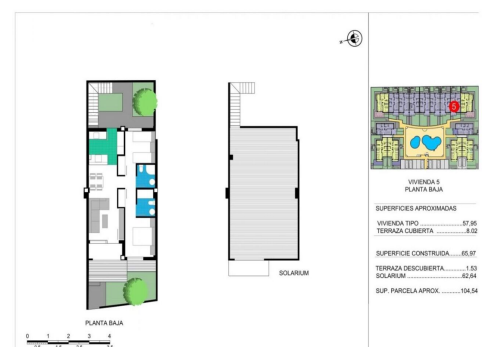 5
VIVIENDA 5
PLANTA BAJA
SUPERFICIES APROXIMADAS
VIVIENDA TIPO ..................57,95
TERRAZA CUBIERTA ..........8.02
SUPERFICIE CONSTRUIDA.......65,97
TERRAZA DESCUBIERTA.......1.53
SOLARIUM .......................62,64
SUP. PARCELA APROX. ..........104,54
SOLARIUM
PLANTA BAJA
0 1 2 3 4